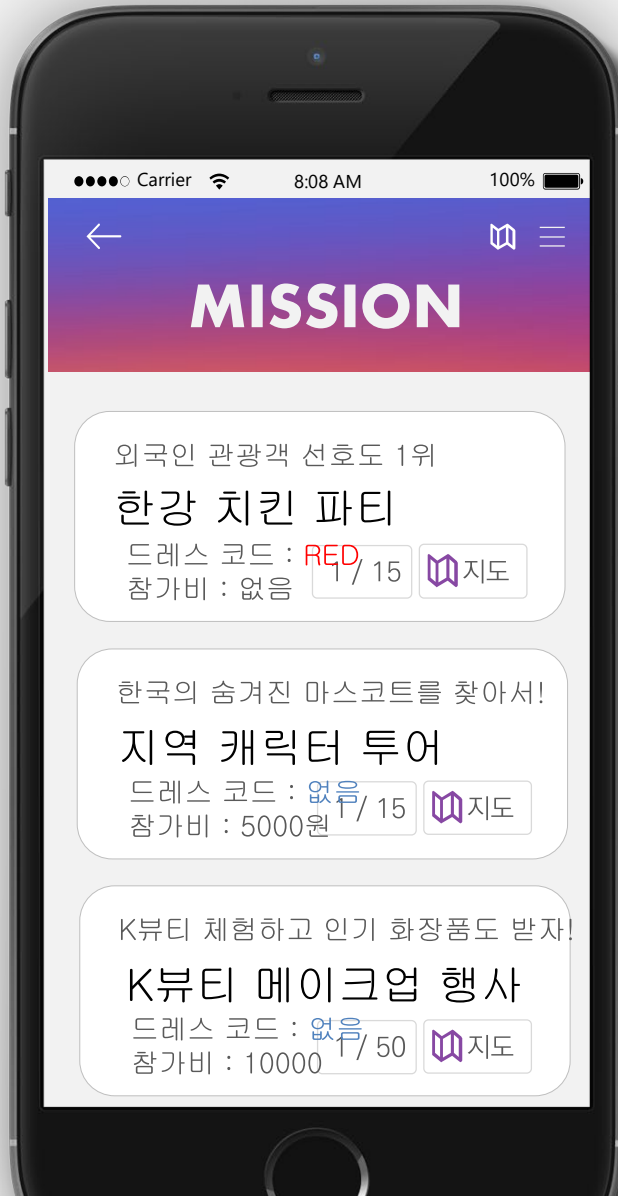 ●●●●○ Carrier 8:08 AM 100%
MISSION
외국인 관광객 선호도 1위
한강 치킨 파티
드레스 코드 : RED
참가비 : 없음
1 / 15
지도
한국의 숨겨진 마스코트를 찾아서!
지역 캐릭터 투어
드레스 코드 : 없음
참가비 : 5000원
1 / 15
지도
K뷰티 체험하고 인기 화장품도 받자!
K뷰티 메이크업 행사
드레스 코드 : 없음
참가비 : 10000
1 / 50
지도